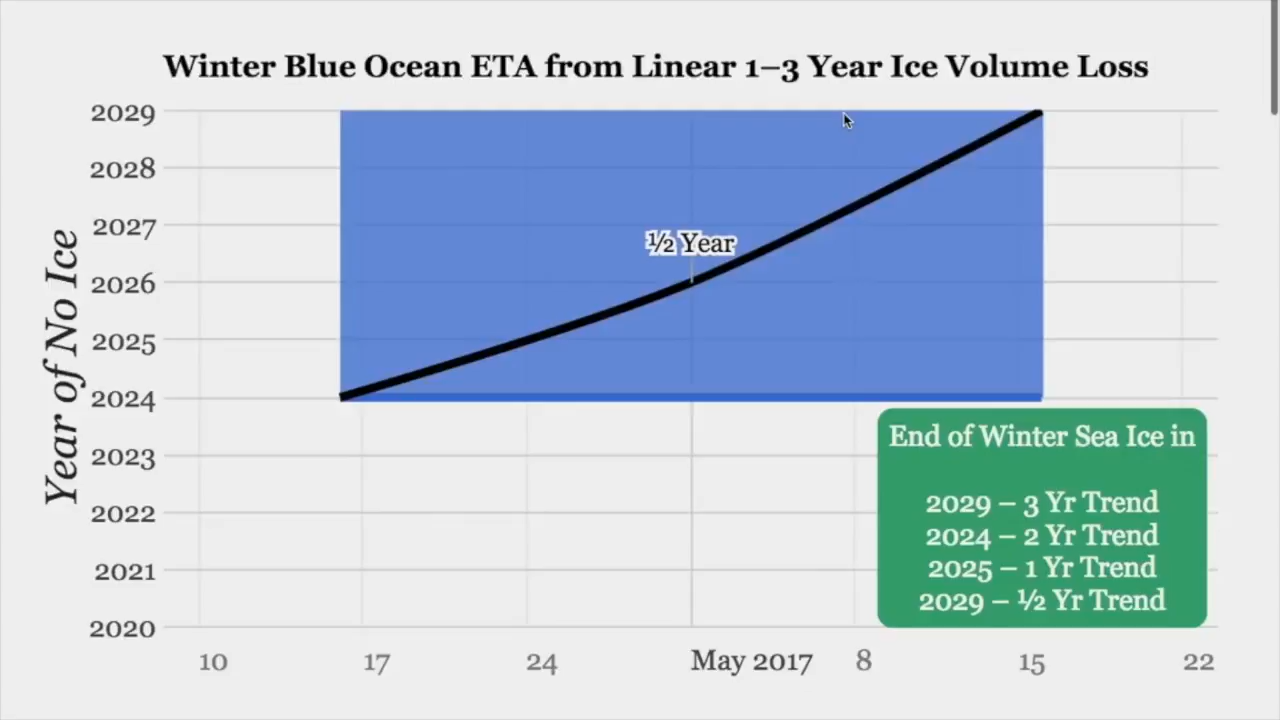 Winter Blue Ocean ETA from Linear 1–3 Year Ice Volume Loss
Year of No Ice
2029
2028
2027
2026
2025
2024
2023
2022
2021
2020
½ Year
End of Winter Sea Ice in
2029 – 3 Yr Trend
2024 – 2 Yr Trend
2025 – 1 Yr Trend
2029 – ½ Yr Trend
10 17 24 May 2017 8 15 22